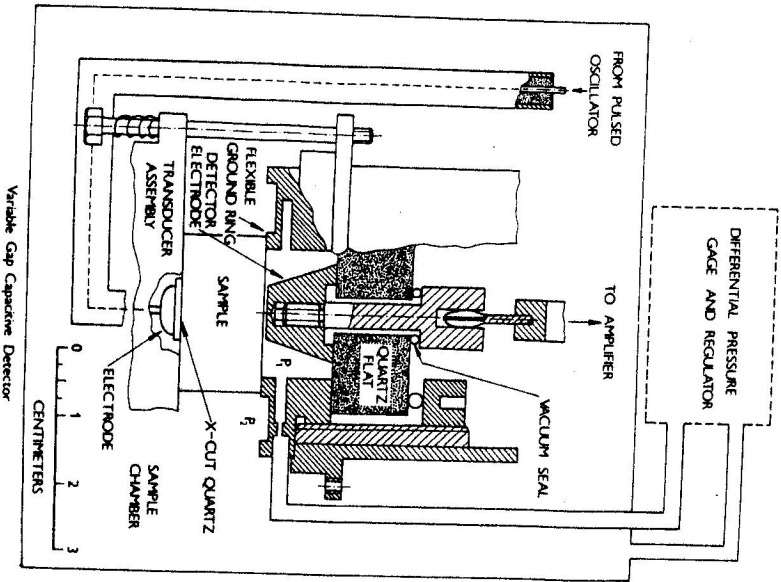 FROM PULSED
OSCILLATOR
DIFFERENTIAL PRESSURE
GAGE AND REGULATOR
TO AMPLIFIER
VACUUM SEAL
QUARTZ
FLAT
FLEXIBLE
GROUND RING
DETECTOR
ELECTRODE
P₁
P₂
SAMPLE
TRANSDUCER
ASSEMBLY
X-CUT QUARTZ
ELECTRODE
SAMPLE
CHAMBER
0 1 2 3
CENTIMETERS
Variable Gap Capacitive Detector